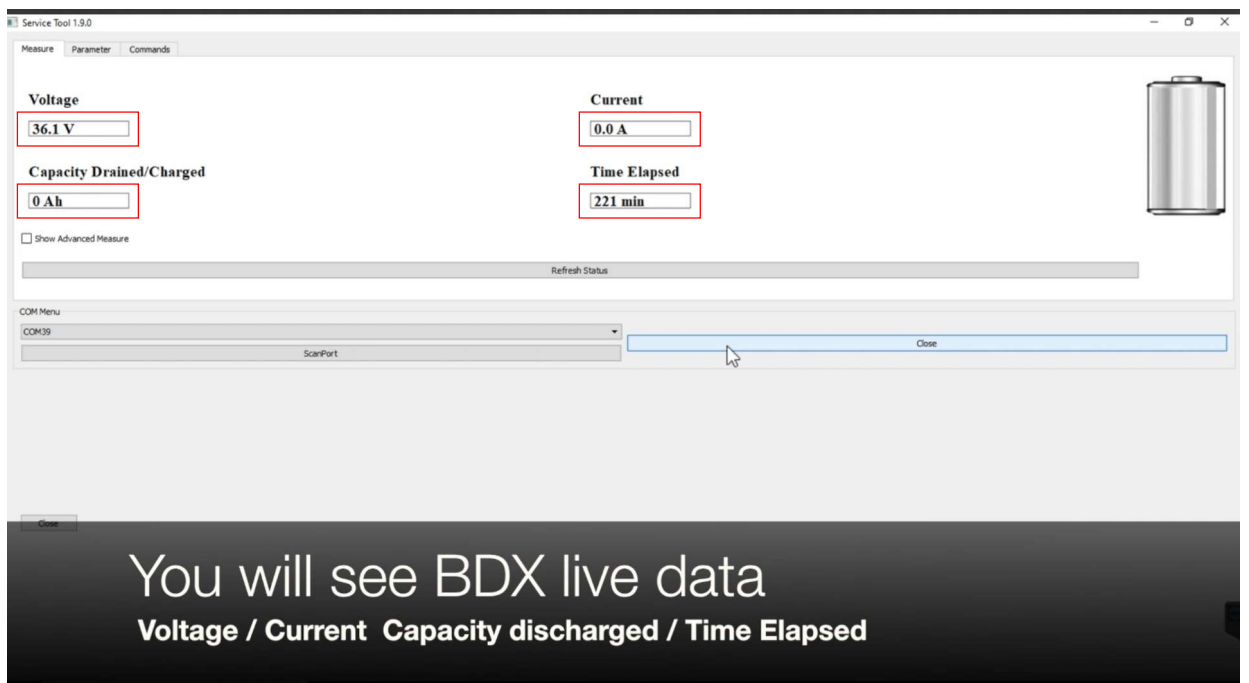 Service Tool 1.9.0
Measure Parameter Commands
Voltage Current
36.1 V 0.0 A
Capacity Drained/Charged Time Elapsed
0 Ah 221 min
Show Advanced Measure
Refresh Status
COM Menu
COM39
Close
ScanPort
Close
You will see BDX live data
Voltage / Current Capacity discharged / Time Elapsed